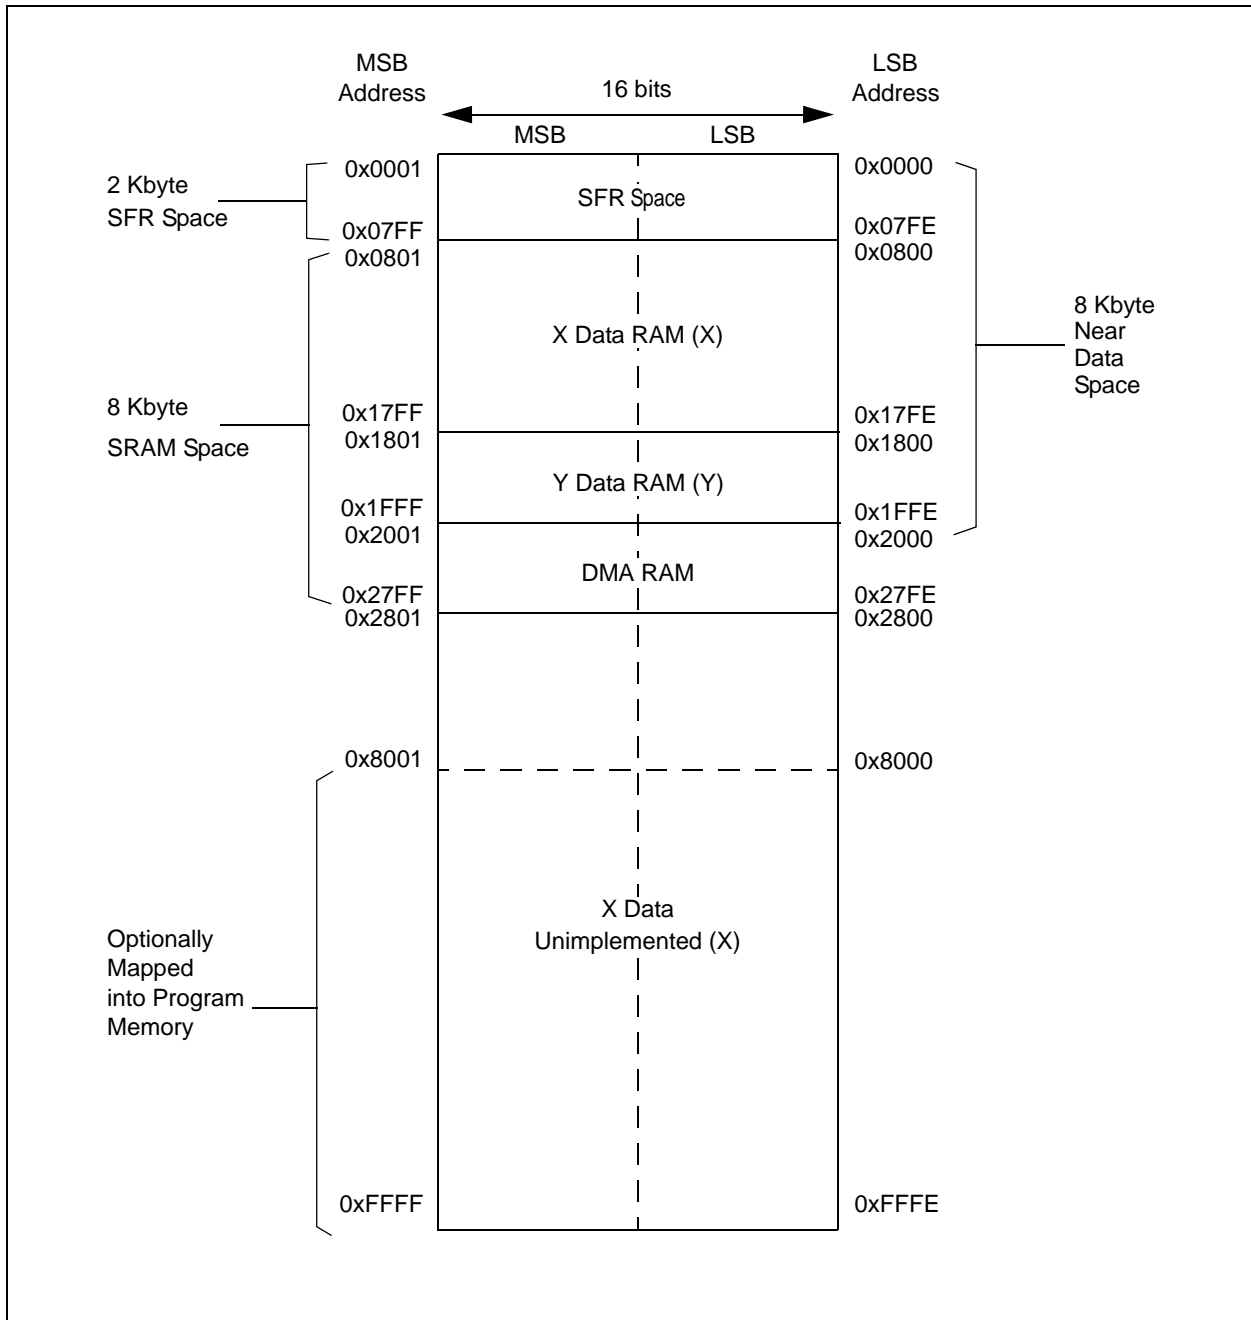 MSB
Address
16 bits
LSB
Address
MSB
LSB
2 Kbyte
SFR Space
0x0001
0x07FF
SFR Space
0x0000
0x07FE
8 Kbyte
SRAM Space
0x0801
0x17FF
X Data RAM (X)
0x0800
0x17FE
8 Kbyte
Near
Data
Space
0x1801
0x1FFF
Y Data RAM (Y)
0x1800
0x1FFE
0x2001
0x27FF
DMA RAM
0x2000
0x27FE
0x2801
0x2800
0x8001
0x8000
Optionally
Mapped
into Program
Memory
X Data
Unimplemented (X)
0xFFFF
0xFFFE